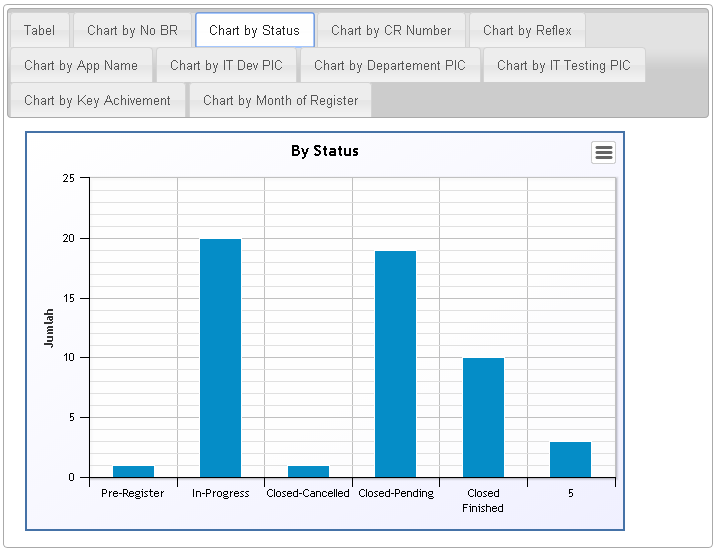 Tabel Chart by No BR Chart by Status Chart by CR Number Chart by Reflex
Chart by App Name Chart by IT Dev PIC Chart by Departement PIC Chart by IT Testing PIC
Chart by Key Achivement Chart by Month of Register
By Status
25
20
15
10
5
0
Jumlah
Pre-Register In-Progress Closed-Cancelled Closed-Pending Closed 5
Finished